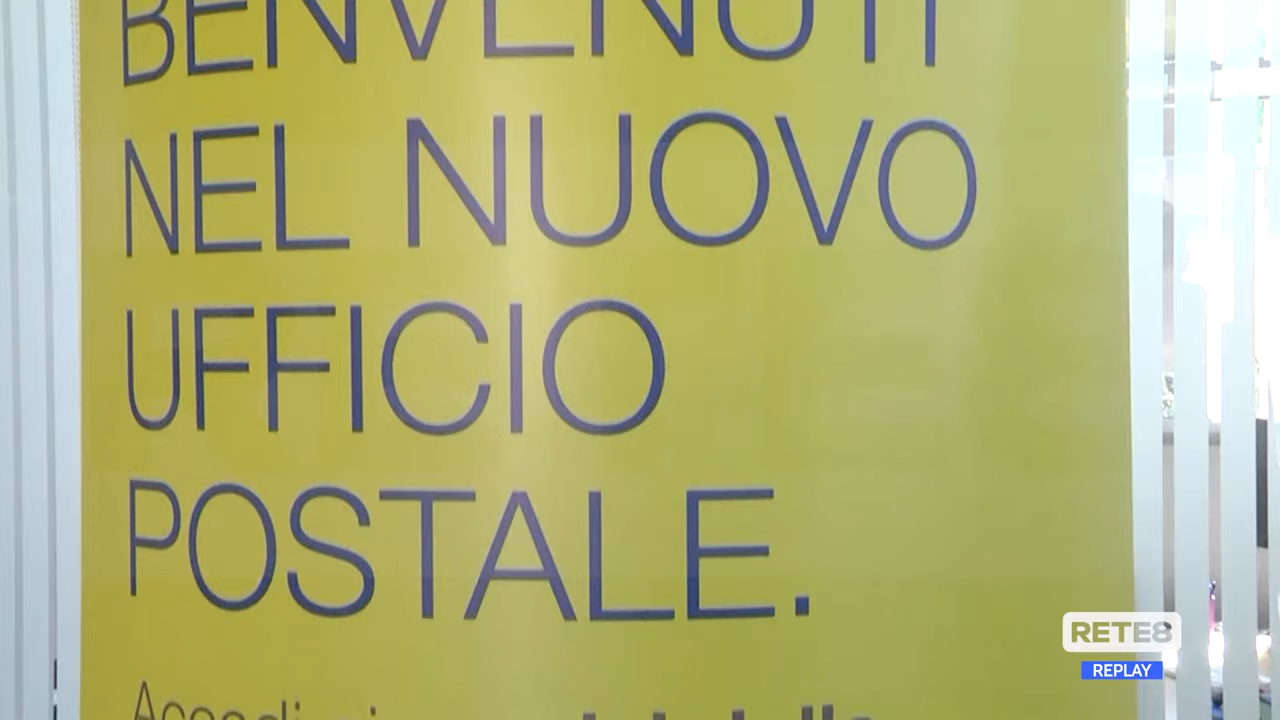 BENVENUTI
NEL NUOVO
UFFICIO
POSTALE.
RETE8
REPLAY